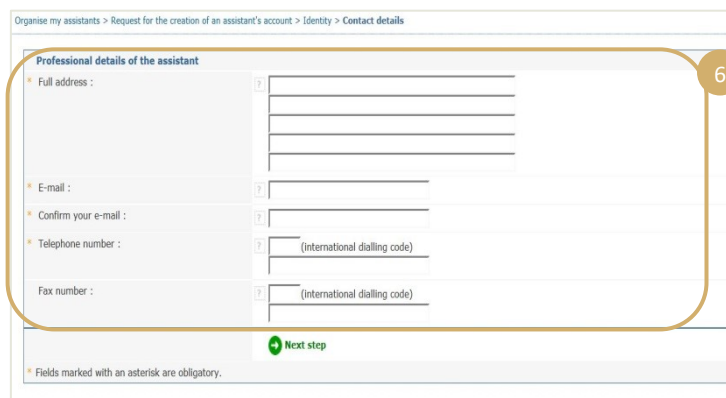 Organise my assistants > Request for the creation of an assistant's account > Identity > Contact details
Professional details of the assistant
6
* Full address : ?
* E-mail : ?
* Confirm your e-mail : ?
* Telephone number : ? (international dialling code)
Fax number : ? (international dialling code)
Next step
* Fields marked with an asterisk are obligatory.